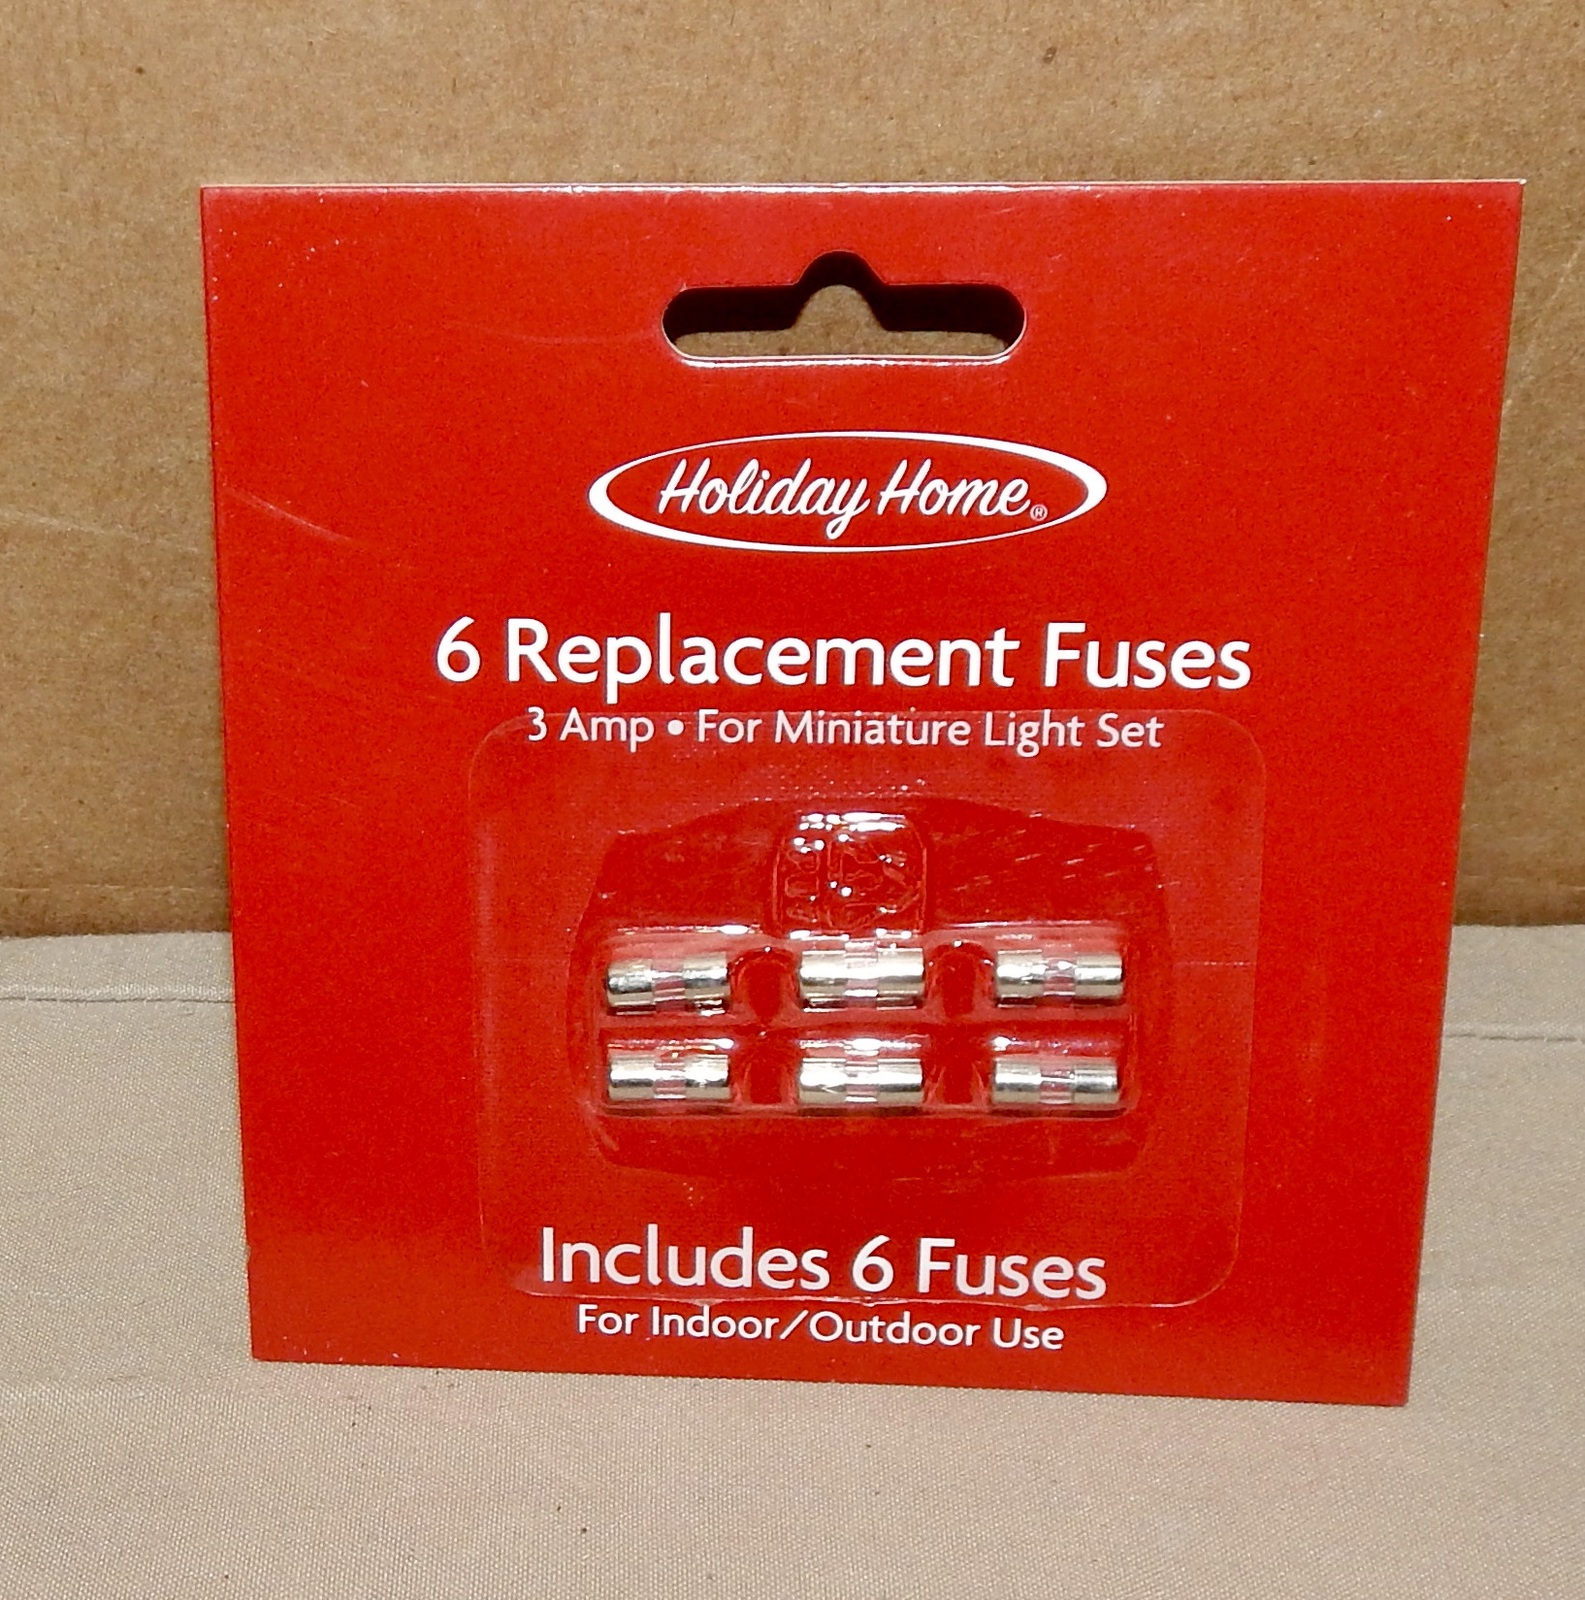 Holiday Home®
6 Replacement Fuses
3 Amp • For Miniature Light Set
Includes 6 Fuses
For Indoor/Outdoor Use